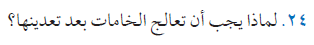 ٢٤. لماذا يجب أن تعالج الخامات بعد تعدينها؟